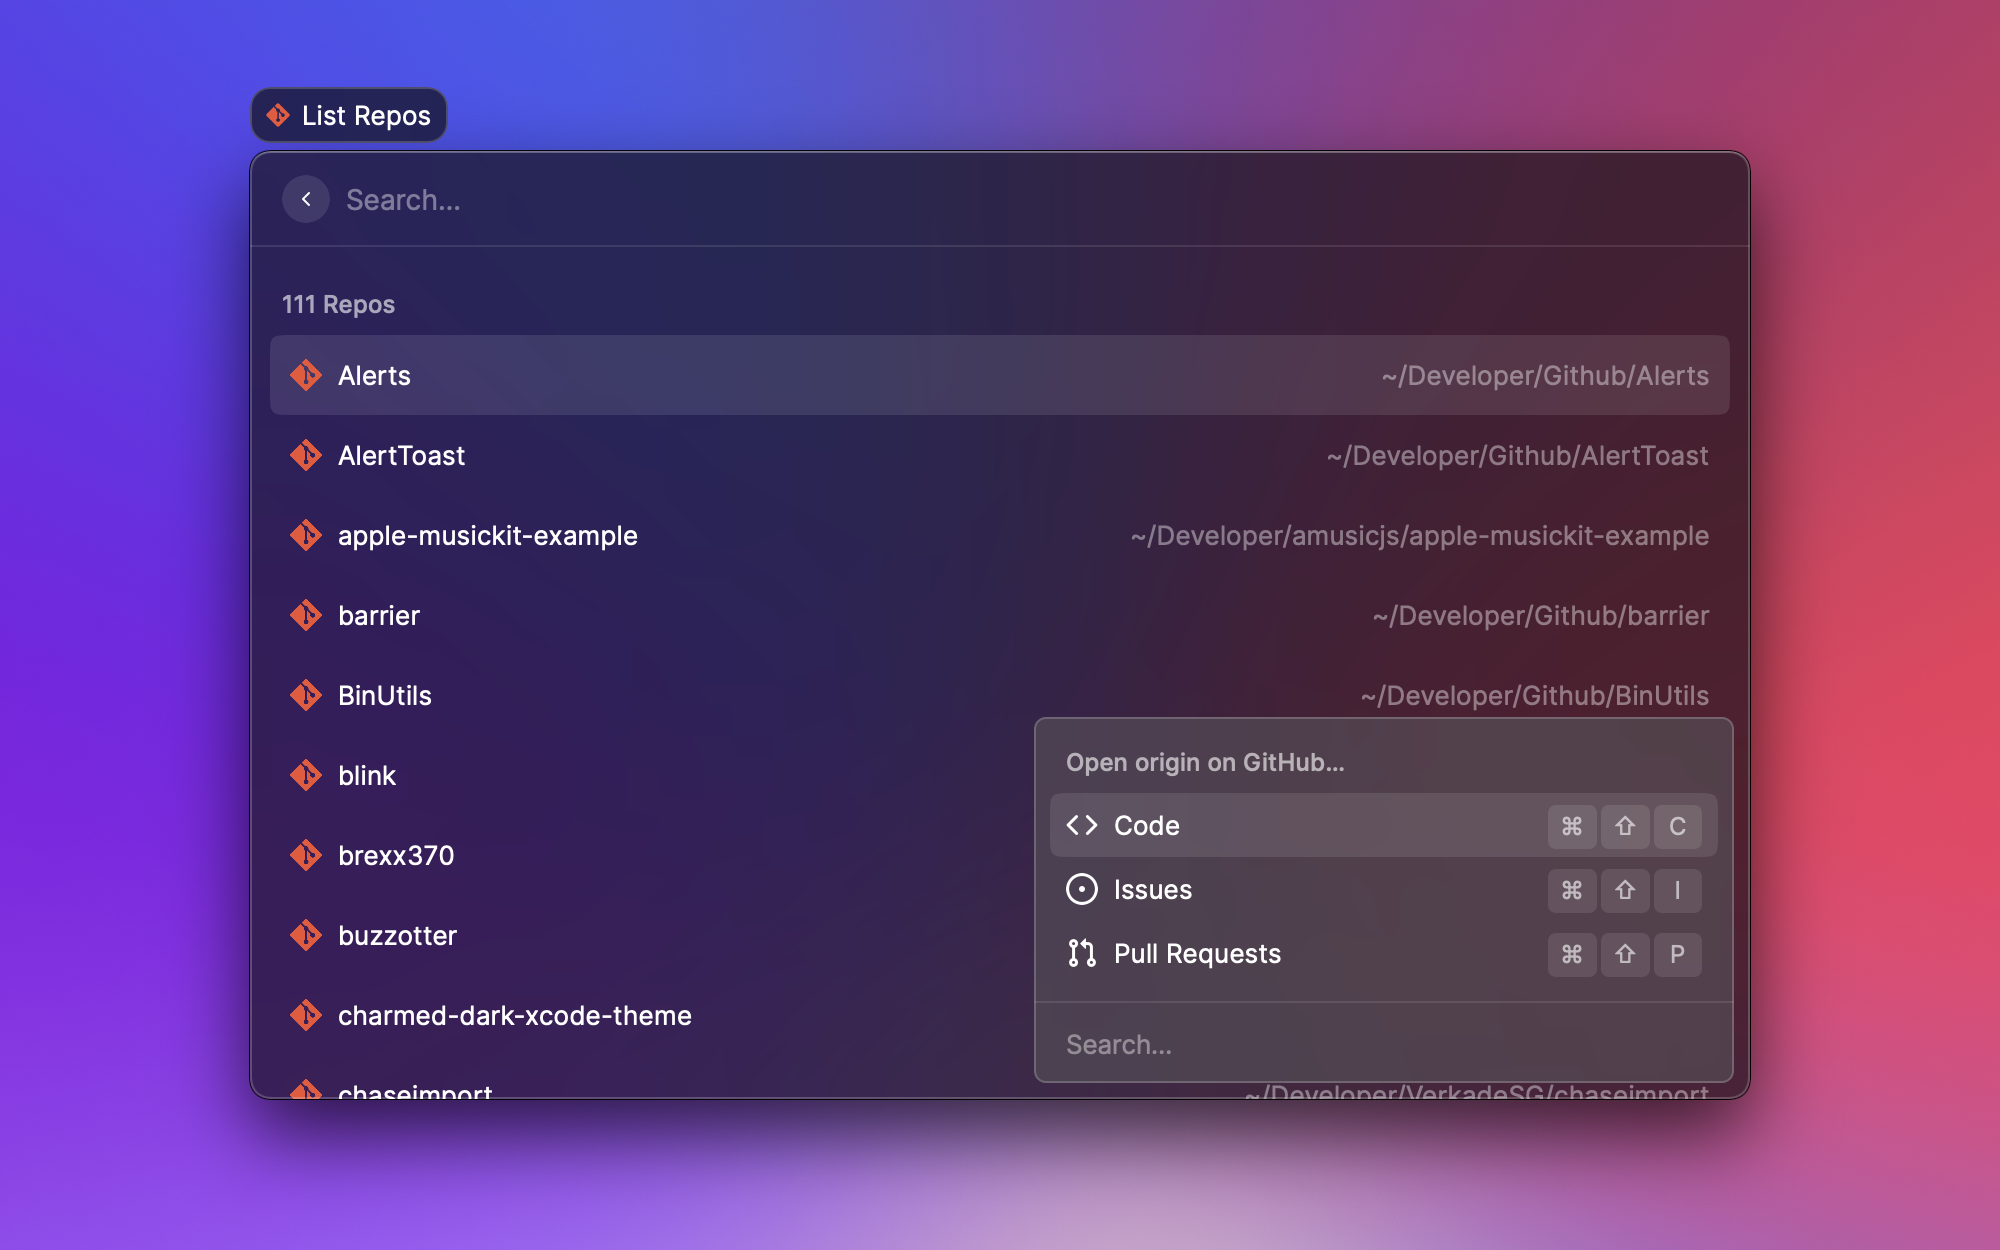 List Repos
Search...
111 Repos
Alerts ~/Developer/Github/Alerts
AlertToast ~/Developer/Github/AlertToast
apple-musickit-example ~/Developer/amusicjs/apple-musickit-example
barrier ~/Developer/Github/barrier
BinUtils ~/Developer/Github/BinUtils
blink
brexx370
buzzotter
charmed-dark-xcode-theme
chaseimport ~/Developer/VerkadeSG/chaseimport
Open origin on GitHub...
Code ⌘ ⇧ C
Issues ⌘ ⇧ I
Pull Requests ⌘ ⇧ P
Search...